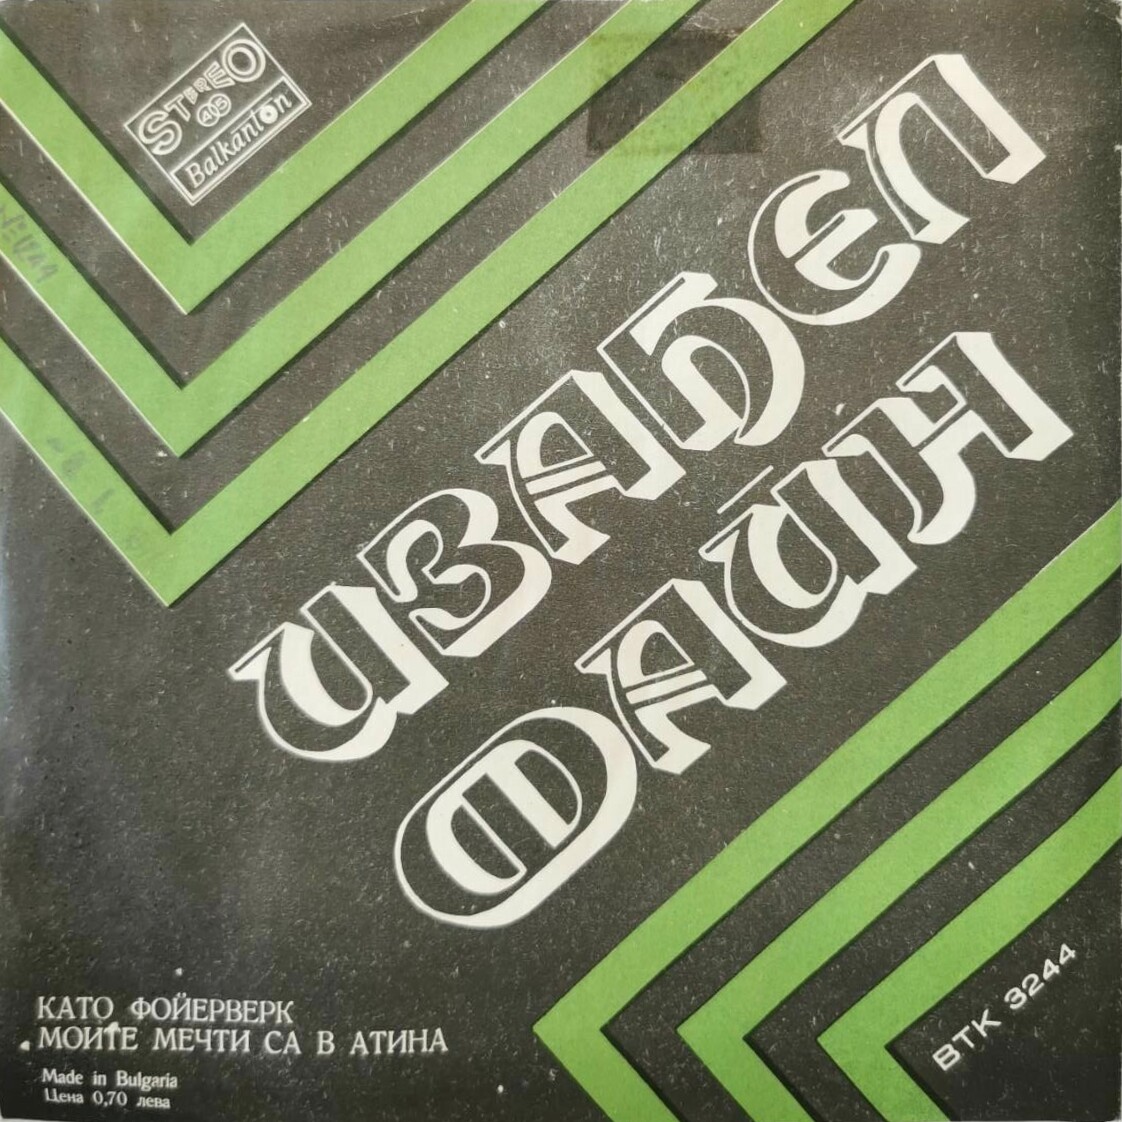 STEREO
405
Balkanton
ИЗАБЕЛ
ФАЙН
КАТО ФОЙЕРВЕРК
МОИТЕ МЕЧТИ СА В АТИНА
Made in Bulgaria
Цена 0,70 лева
ВТК 3244